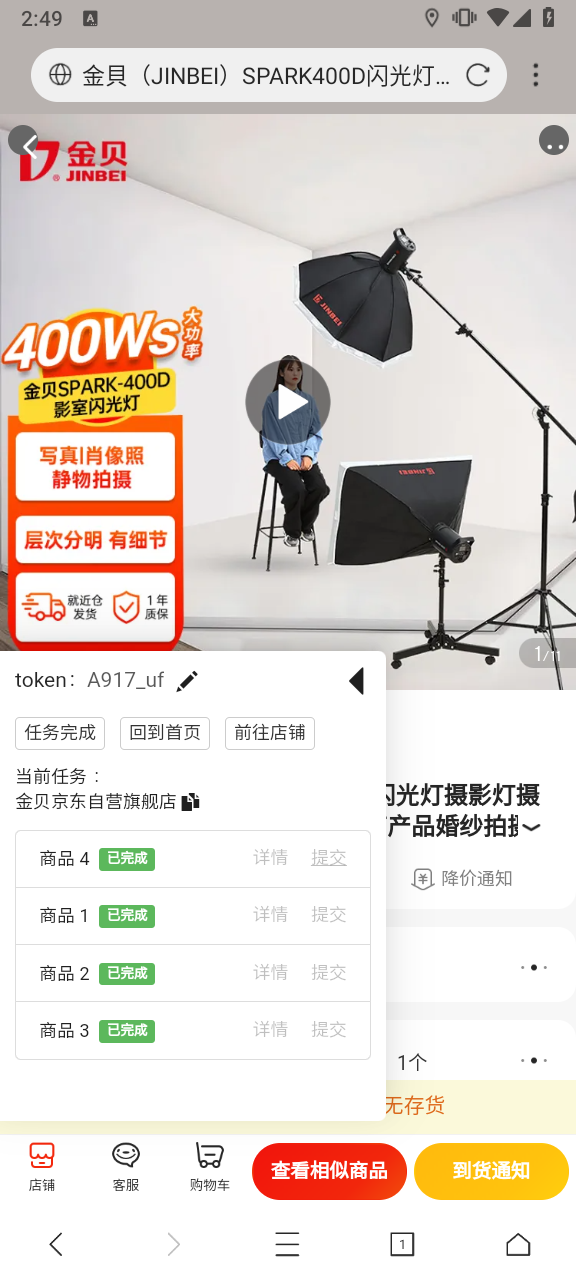 2:49
A
金貝（JINBEI）SPARK400D闪光灯...
金贝
JINBEI
400Ws
大功率
金贝SPARK-400D
影室闪光灯
写真|肖像照
静物拍摄
层次分明 有细节
就近仓
发货
1年
质保
JINBEI
JINBEI
1/11
token： A917_uf
任务完成
回到首页
前往店铺
当前任务：
金贝京东自营旗舰店
闪光灯摄影灯摄
产品婚纱拍摄
降价通知
商品 4 已完成 详情 提交
商品 1 已完成 详情 提交
商品 2 已完成 详情 提交
商品 3 已完成 详情 提交
1个
无存货
店铺
客服
购物车
查看相似商品
到货通知
1